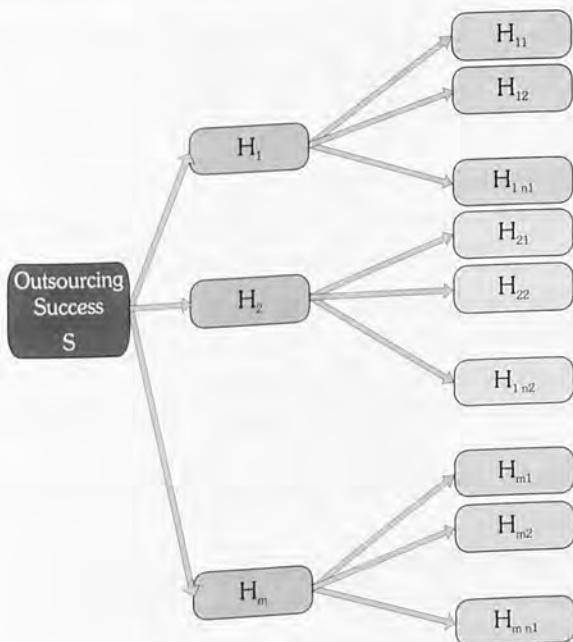 Outsourcing
Success
S
H₁
H₂
Hₘ
H₁₁
H₁₂
H₁ ₙ₁
H₂₁
H₂₂
H₁ ₙ₂
Hₘ₁
Hₘ₂
Hₘ ₙ₁